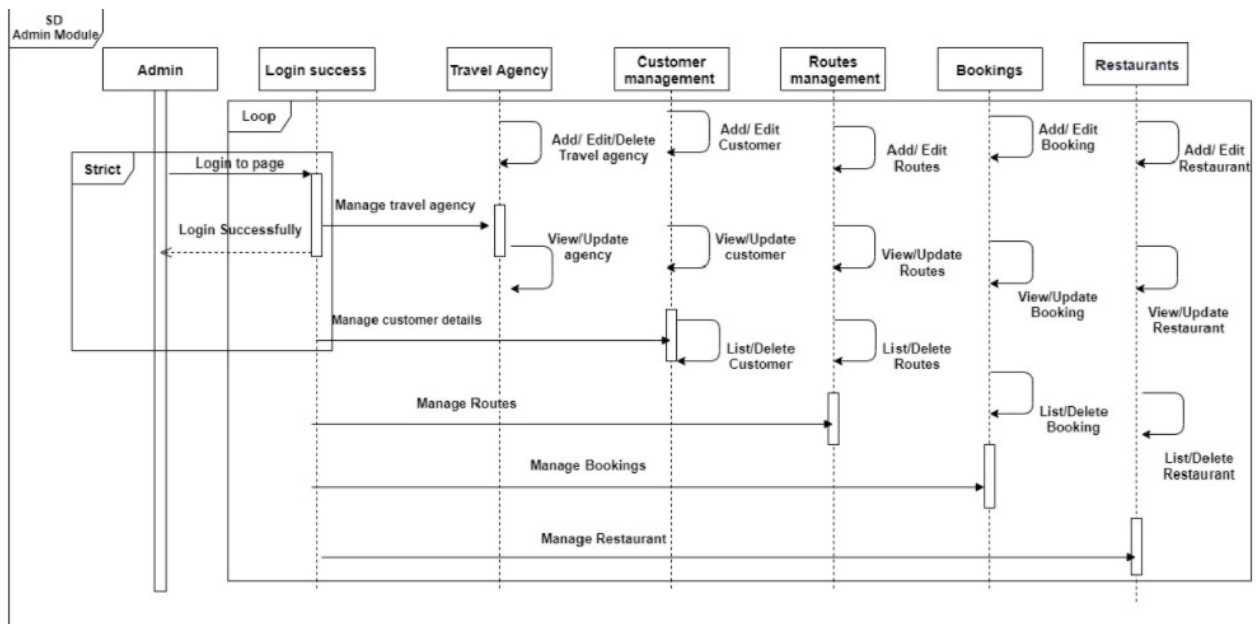 SD
Admin Module
Admin
Login success
Travel Agency
Customer
management
Routes
management
Bookings
Restaurants
Loop
Add/ Edit/Delete
Travel agency
Add/ Edit
Customer
Add/ Edit
Routes
Add/ Edit
Booking
Add/ Edit
Restaurant
Strict
Login to page
Manage travel agency
Login Successfully
View/Update
agency
View/Update
customer
View/Update
Routes
View/Update
Booking
View/Update
Restaurant
Manage customer details
List/Delete
Customer
List/Delete
Routes
List/Delete
Booking
List/Delete
Restaurant
Manage Routes
Manage Bookings
Manage Restaurant